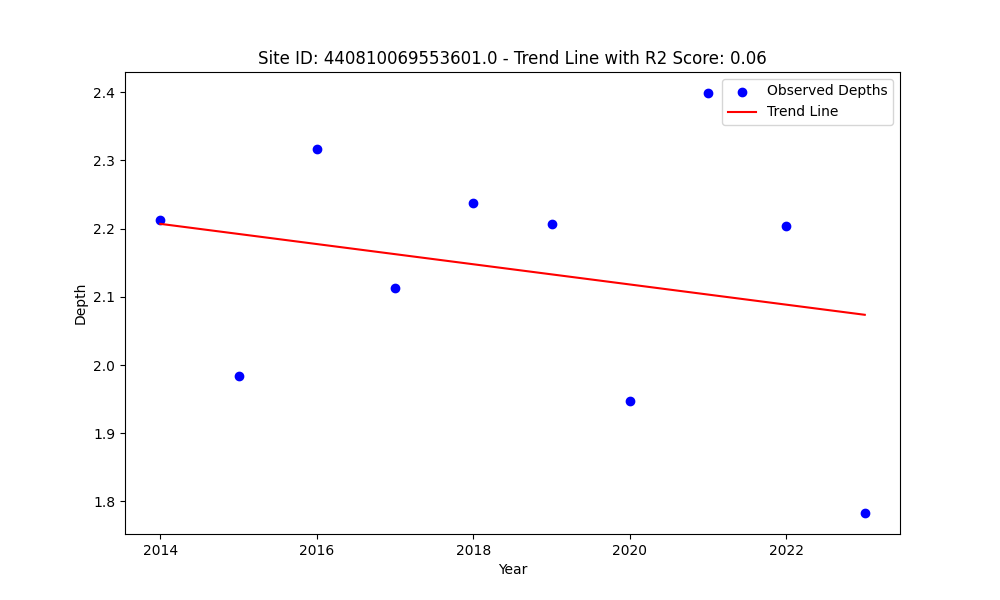 Site ID: 440810069553601.0 - Trend Line with R2 Score: 0.06
Observed Depths
Trend Line
2.4
2.3
2.2
2.1
2.0
1.9
1.8
Depth
2014 2016 2018 2020 2022
Year